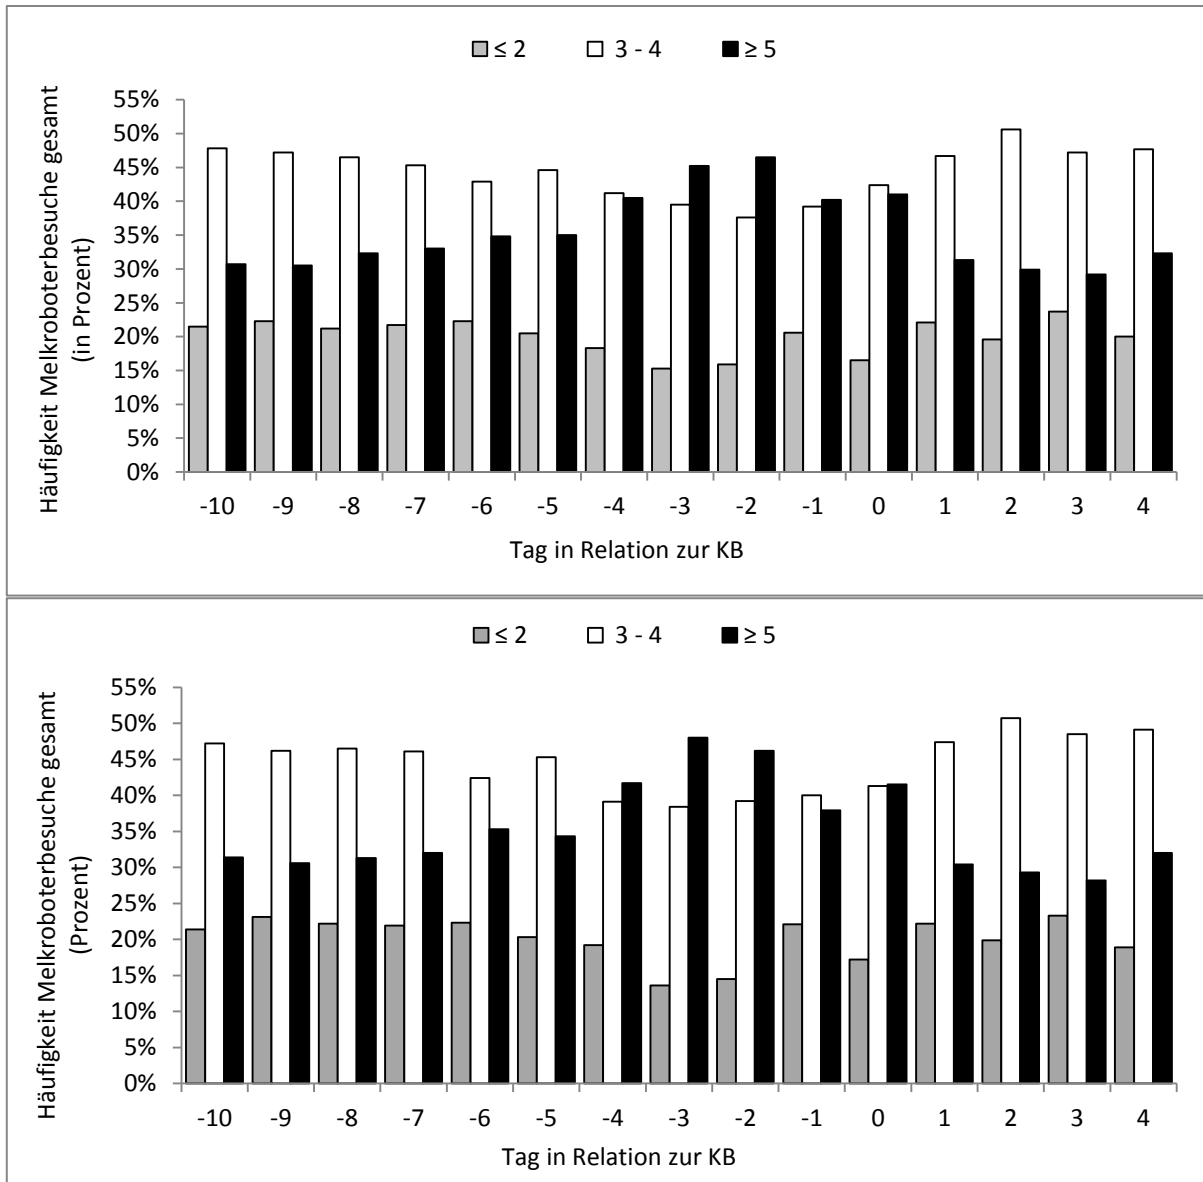 ≤ 2 3 - 4 ≥ 5
Häufigkeit Melkroboterbesuche gesamt
(in Prozent)
55%
50%
45%
40%
35%
30%
25%
20%
15%
10%
5%
0%
-10 -9 -8 -7 -6 -5 -4 -3 -2 -1 0 1 2 3 4
Tag in Relation zur KB
≤ 2 3 - 4 ≥ 5
Häufigkeit Melkroboterbesuche gesamt
(Prozent)
55%
50%
45%
40%
35%
30%
25%
20%
15%
10%
5%
0%
-10 -9 -8 -7 -6 -5 -4 -3 -2 -1 0 1 2 3 4
Tag in Relation zur KB